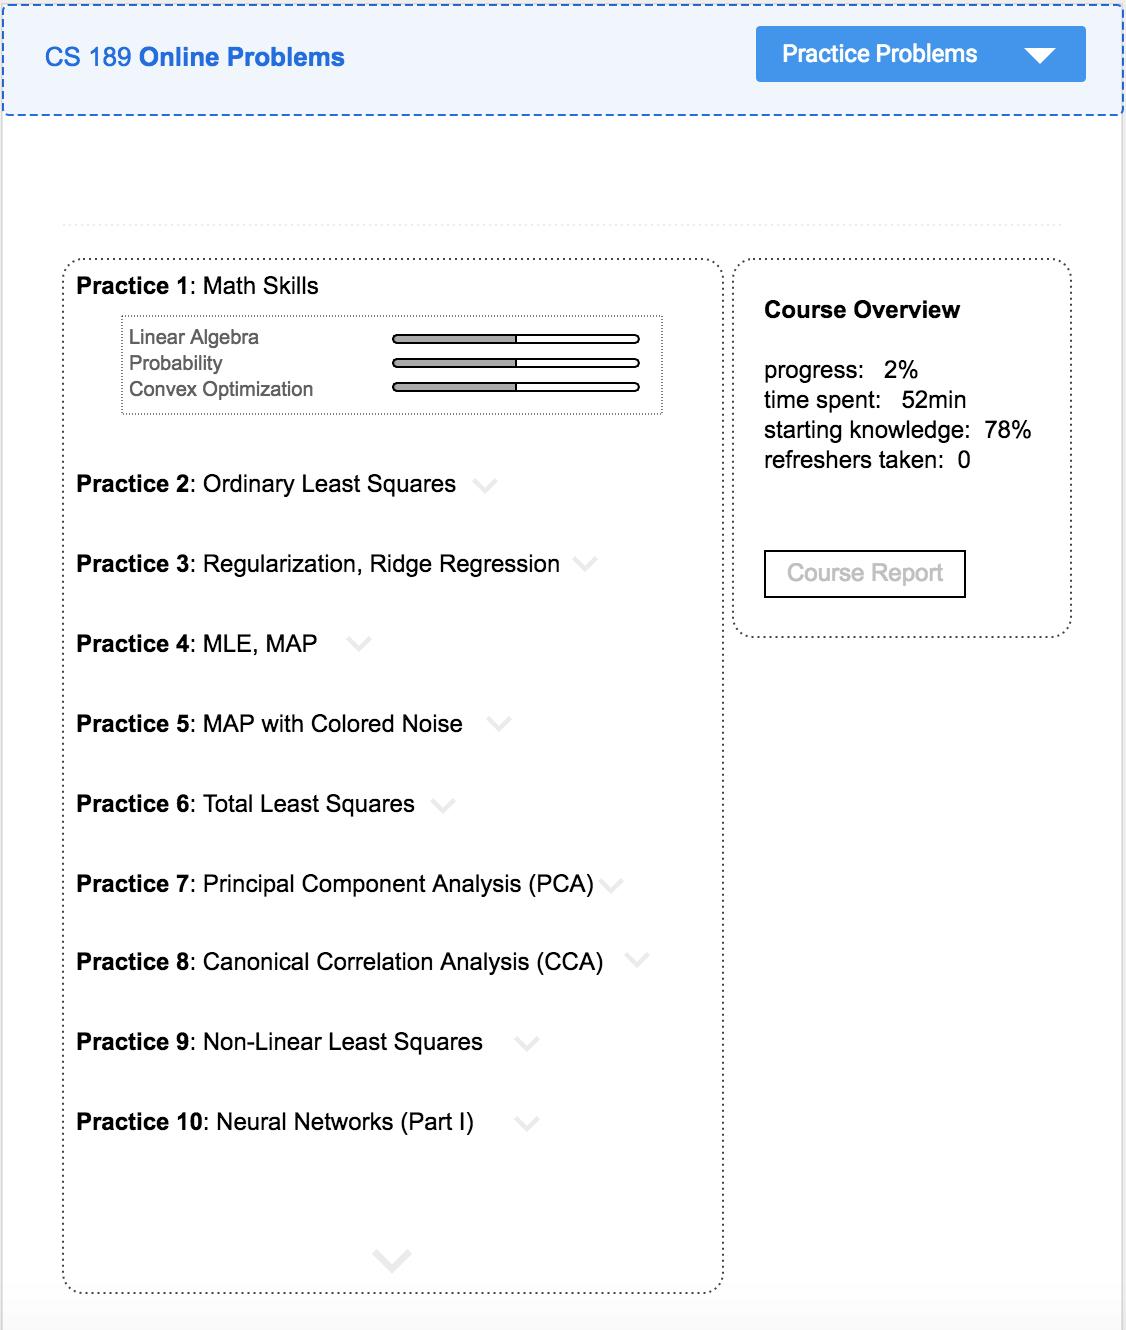 CS 189 Online Problems
Practice Problems
Practice 1: Math Skills
Linear Algebra
Probability
Convex Optimization
Practice 2: Ordinary Least Squares
Practice 3: Regularization, Ridge Regression
Practice 4: MLE, MAP
Practice 5: MAP with Colored Noise
Practice 6: Total Least Squares
Practice 7: Principal Component Analysis (PCA)
Practice 8: Canonical Correlation Analysis (CCA)
Practice 9: Non-Linear Least Squares
Practice 10: Neural Networks (Part I)
Course Overview
progress: 2%
time spent: 52min
starting knowledge: 78%
refreshers taken: 0
Course Report